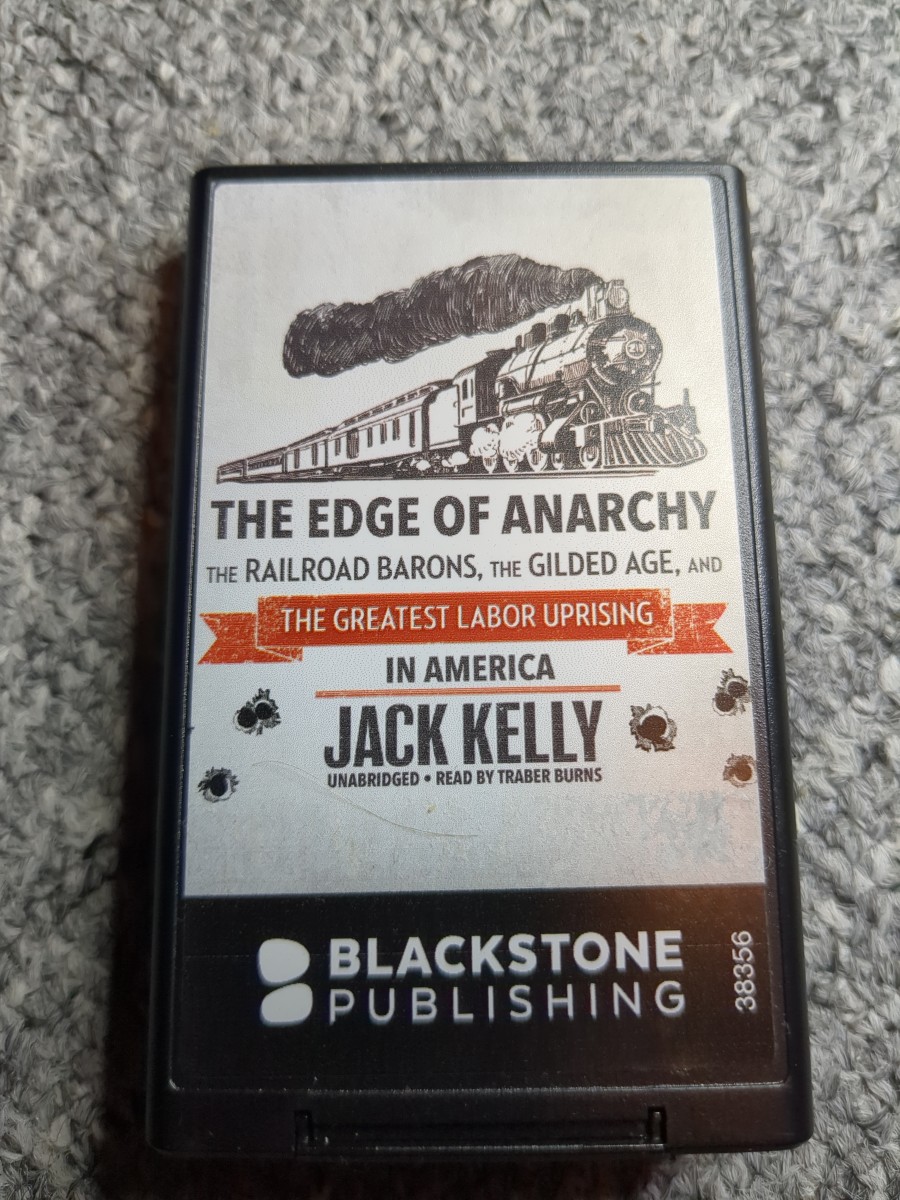 THE EDGE OF ANARCHY
THE RAILROAD BARONS, THE GILDED AGE, AND
THE GREATEST LABOR UPRISING
IN AMERICA
JACK KELLY
UNABRIDGED • READ BY TRABER BURNS
BLACKSTONE
PUBLISHING
38356